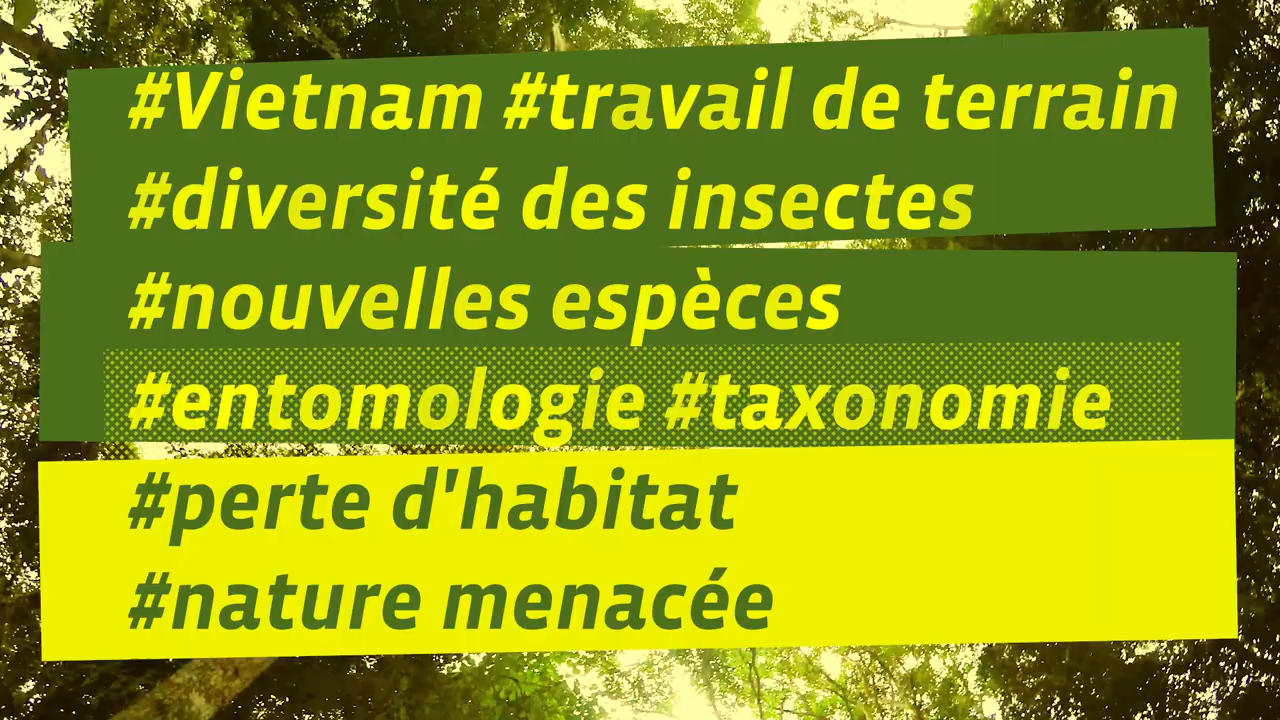 #Vietnam #travail de terrain
#diversité des insectes
#nouvelles espèces
#entomologie #taxonomie
#perte d'habitat
#nature menacée